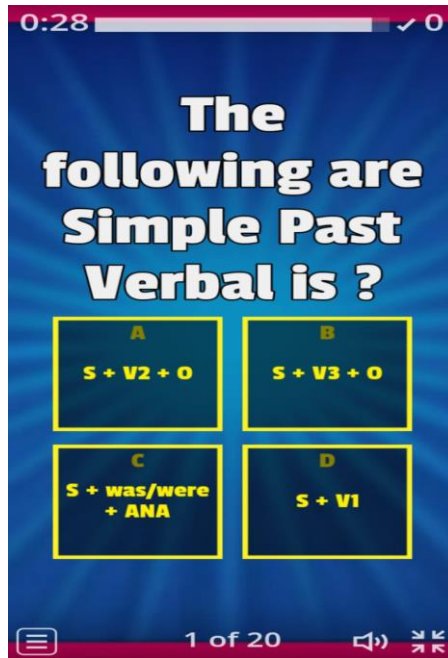 0:28 ✓ 0
The
following are
Simple Past
Verbal is ?
A
S + V2 + O
B
S + V3 + O
C
S + was/were
+ ANA
D
S + V1
1 of 20